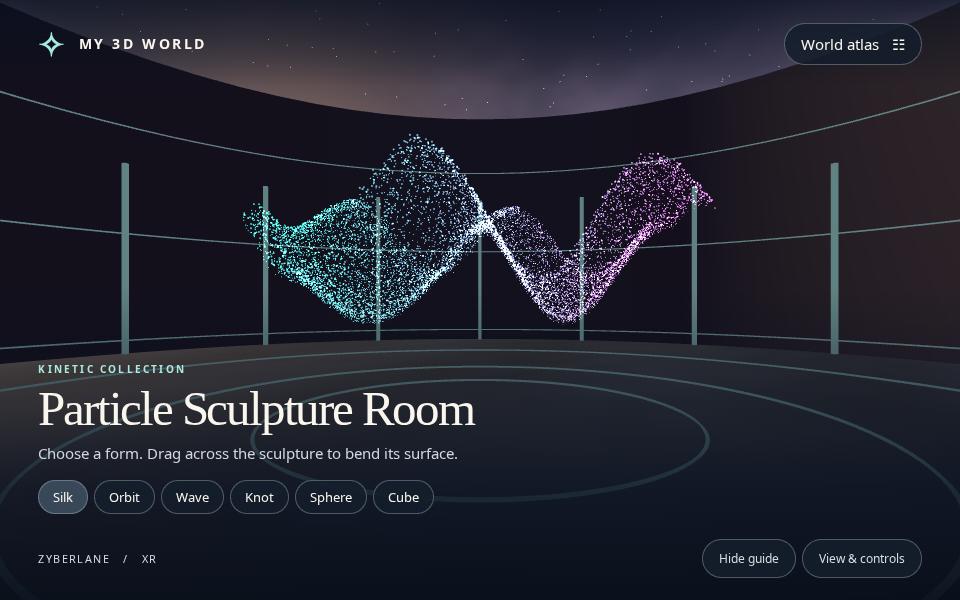 MY 3D WORLD
World atlas
KINETIC COLLECTION
Particle Sculpture Room
Choose a form. Drag across the sculpture to bend its surface.
Silk Orbit Wave Knot Sphere Cube
ZYBERLANE / XR
Hide guide View & controls